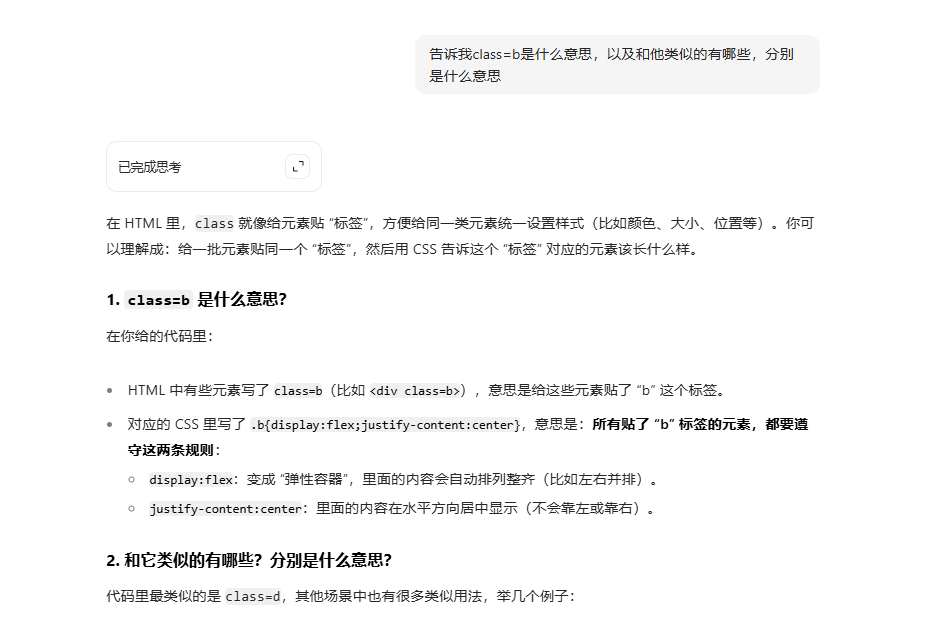 告诉我class=b是什么意思，以及和他类似的有哪些，分别
是什么意思
已完成思考
在 HTML 里，class 就像给元素贴 “标签”，方便给同一类元素统一设置样式（比如颜色、大小、位置等）。你可
以理解成：给一批元素贴同一个 “标签”，然后用 CSS 告诉这个 “标签” 对应的元素该长什么样。
1. class=b 是什么意思？
在你给的代码里：
• HTML 中有些元素写了 class=b（比如 <div class=b>），意思是给这些元素贴了 “b” 这个标签。
• 对应的 CSS 里写了 .b{display:flex;justify-content:center}，意思是：所有贴了 “b” 标签的元素，都要遵
守这两条规则：
◦ display:flex：变成 “弹性容器”，里面的内容会自动排列整齐（比如左右并排）。
◦ justify-content:center：里面的内容在水平方向居中显示（不会靠左或靠右）。
2. 和它类似的有哪些？分别是什么意思？
代码里最类似的是 class=d，其他场景中也有很多类似用法，举几个例子：